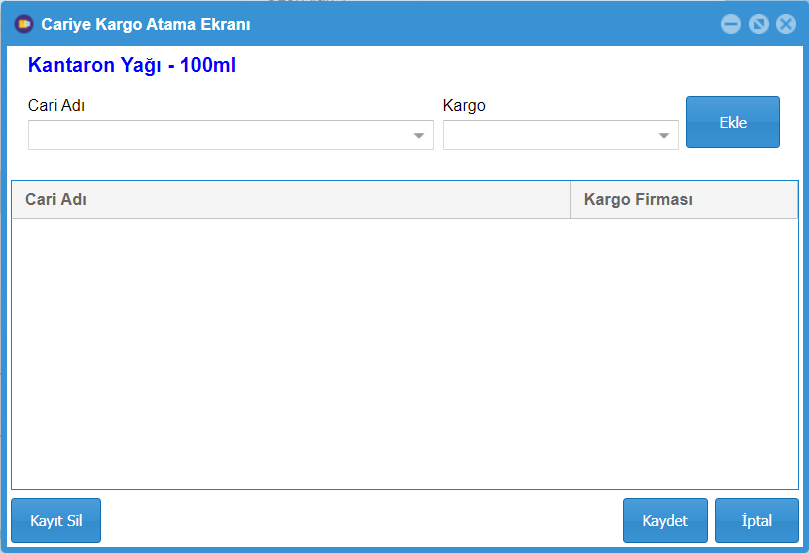 Cariye Kargo Atama Ekranı
Kantaron Yağı - 100ml
Cari Adı Kargo
Ekle
Cari Adı Kargo Firması
Kayıt Sil Kaydet İptal